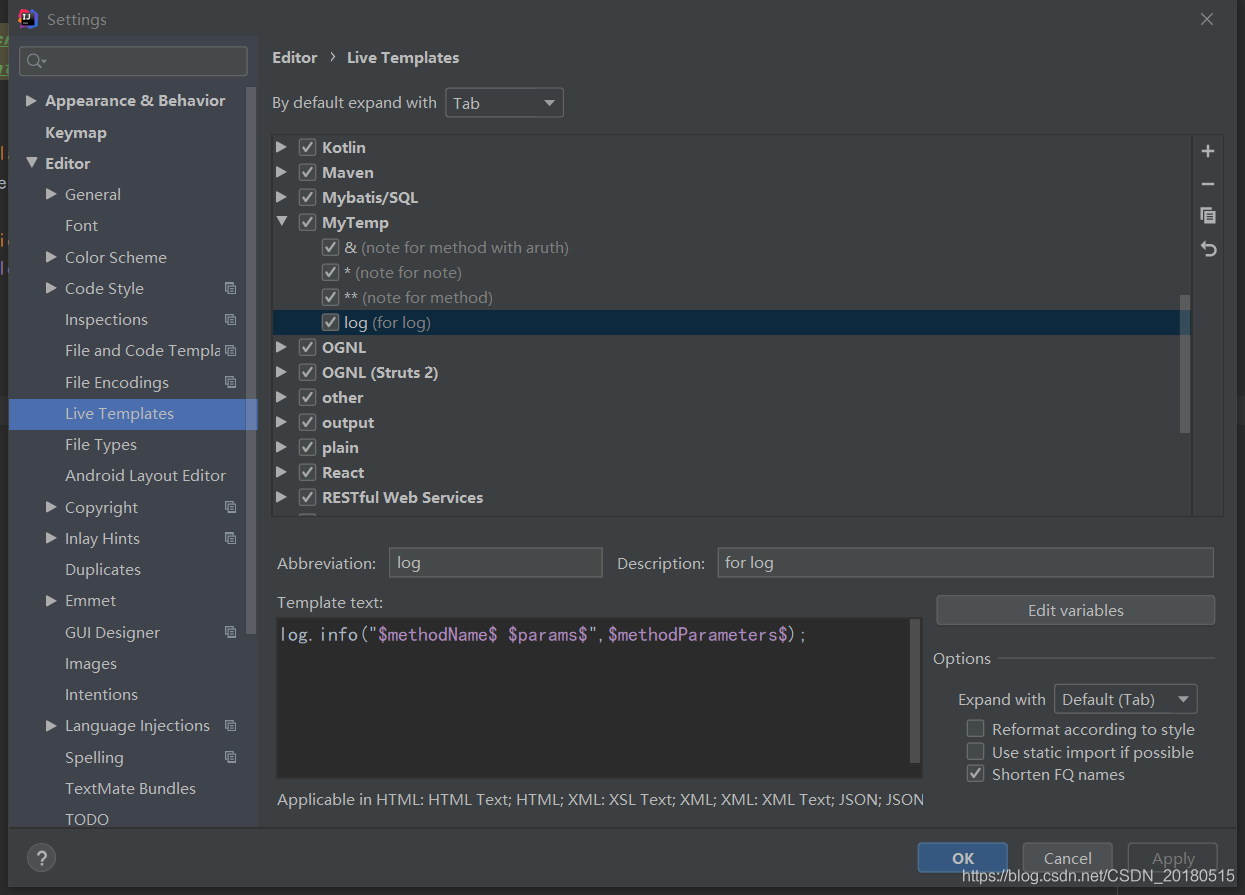 Settings
Editor › Live Templates
By default expand with Tab
Appearance & Behavior
Keymap
Editor
General
Font
Color Scheme
Code Style
Inspections
File and Code Templa
File Encodings
Live Templates
File Types
Android Layout Editor
Copyright
Inlay Hints
Duplicates
Emmet
GUI Designer
Images
Intentions
Language Injections
Spelling
TextMate Bundles
TODO
Kotlin
Maven
Mybatis/SQL
MyTemp
& (note for method with aruth)
* (note for note)
** (note for method)
log (for log)
OGNL
OGNL (Struts 2)
other
output
plain
React
RESTful Web Services
Abbreviation: log Description: for log
Template text:
log.info("$methodName$ $params$",$methodParameters$);
Edit variables
Options
Expand with Default (Tab)
Reformat according to style
Use static import if possible
Shorten FQ names
Applicable in HTML: HTML Text; HTML; XML: XSL Text; XML; XML: XML Text; JSON; JSON
? OK Cancel Apply
https://blog.csdn.net/CSDN_20180515